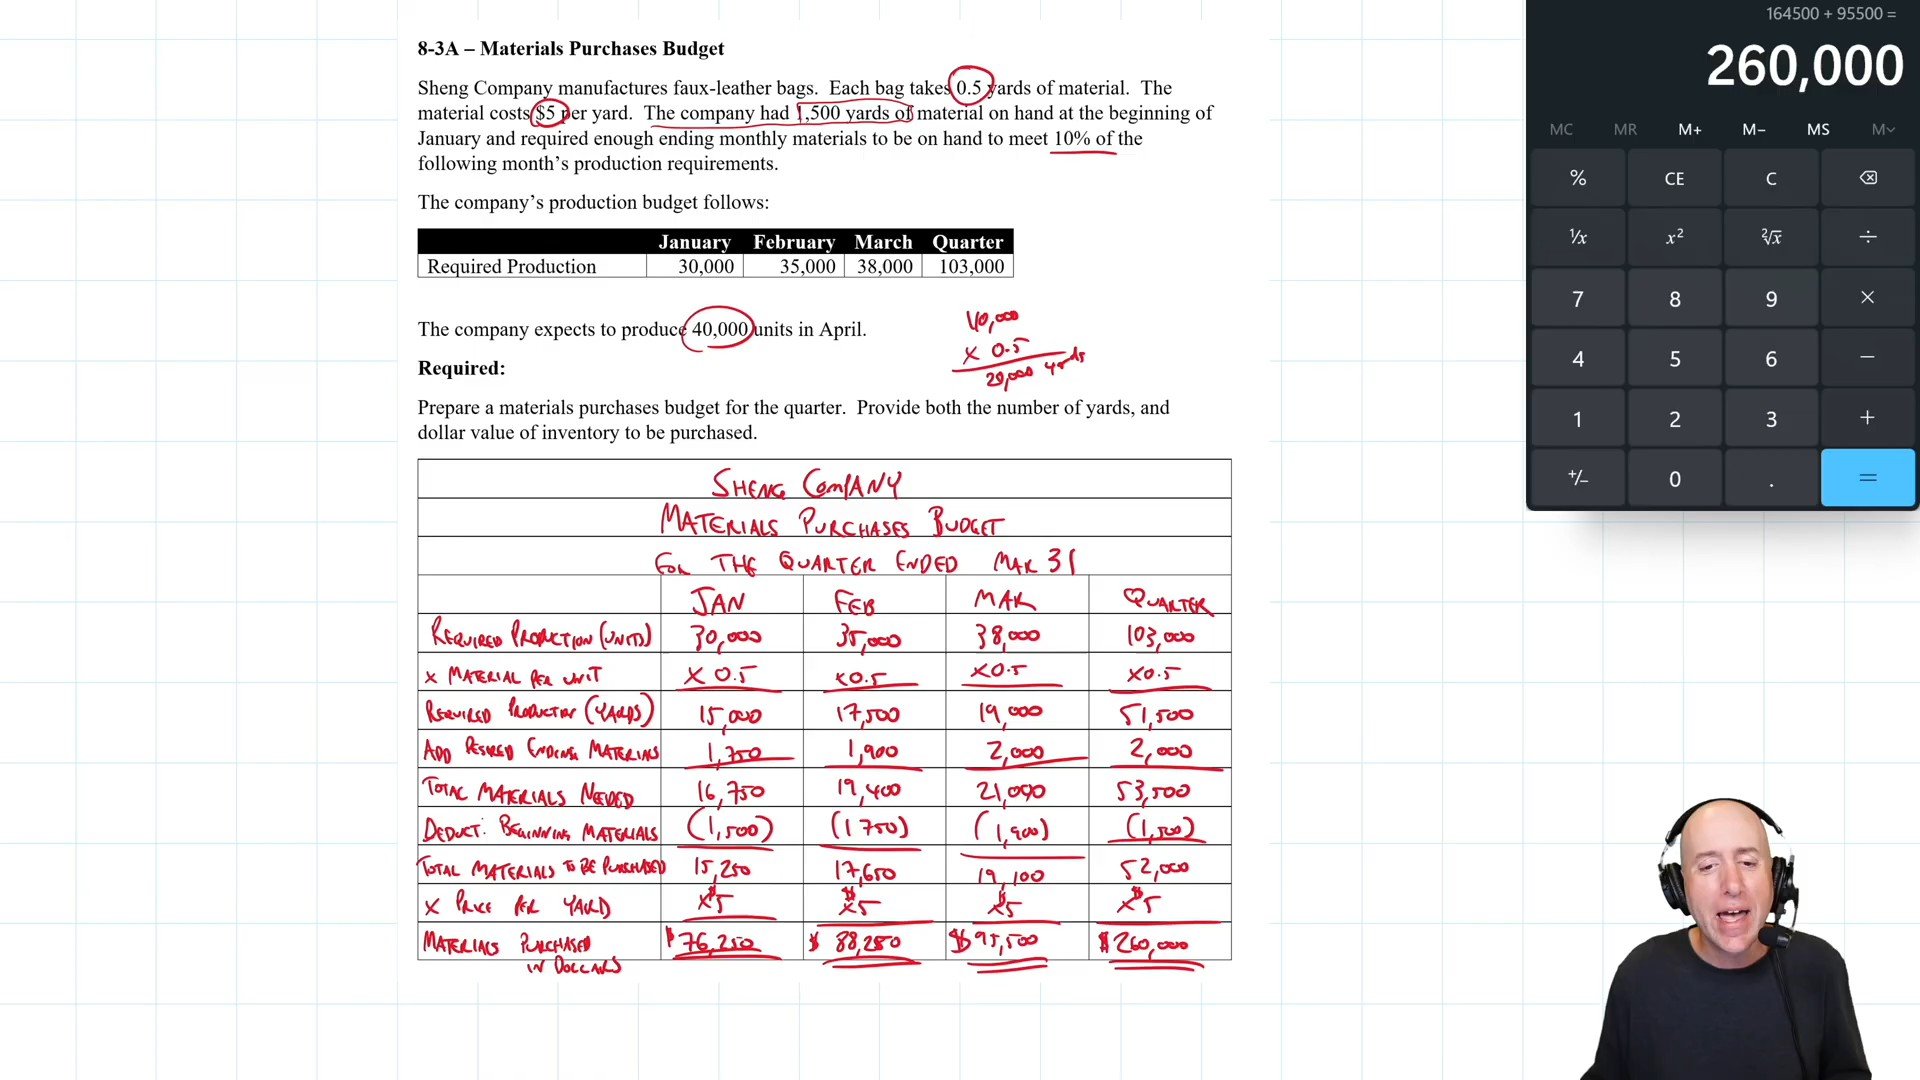 8-3A – Materials Purchases Budget
Sheng Company manufactures faux-leather bags. Each bag takes 0.5 yards of material. The
material costs $5 per yard. The company had 1,500 yards of material on hand at the beginning of
January and required enough ending monthly materials to be on hand to meet 10% of the
following month's production requirements.
The company's production budget follows:
January February March Quarter
Required Production 30,000 35,000 38,000 103,000
The company expects to produce 40,000 units in April.
40,000
x 0.5
20,000 yards
Required:
Prepare a materials purchases budget for the quarter. Provide both the number of yards, and
dollar value of inventory to be purchased.
SHENG COMPANY
MATERIALS PURCHASES BUDGET
FOR THE QUARTER ENDED MAR 31
JAN FEB MAR QUARTER
REQUIRED PRODUCTION (UNITS) 30,000 35,000 38,000 103,000
x MATERIAL PER UNIT x 0.5 x0.5 x0.5 x0.5
REQUIRED PRODUCTION (YARDS) 15,000 17,500 19,000 51,500
ADD DESIRED ENDING MATERIALS 1,750 1,900 2,000 2,000
TOTAL MATERIALS NEEDED 16,750 19,400 21,000 53,500
DEDUCT: BEGINNING MATERIALS (1,500) (1750) (1,900) (1,500)
TOTAL MATERIALS TO BE PURCHASED 15,250 17,650 19,100 52,000
x PRICE PER YARD x$5 x$5 x$5 x$5
MATERIALS PURCHASED IN DOLLARS $76,250 $88,250 $95,500 $260,000
164500 + 95500 =
260,000
MC MR M+ M− MS M˅
% CE C ⌫
¹/x x² ²√x ÷
7 8 9 ×
4 5 6 −
1 2 3 +
+/− 0 . =